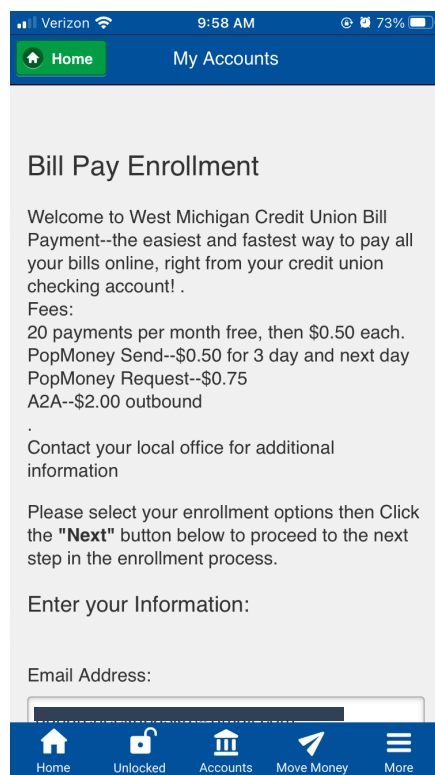 Verizon 9:58 AM 73%
Home My Accounts
Bill Pay Enrollment
Welcome to West Michigan Credit Union Bill
Payment--the easiest and fastest way to pay all
your bills online, right from your credit union
checking account! .
Fees:
20 payments per month free, then $0.50 each.
PopMoney Send--$0.50 for 3 day and next day
PopMoney Request--$0.75
A2A--$2.00 outbound
.
Contact your local office for additional
information
Please select your enrollment options then Click
the "Next" button below to proceed to the next
step in the enrollment process.
Enter your Information:
Email Address:
Home Unlocked Accounts Move Money More